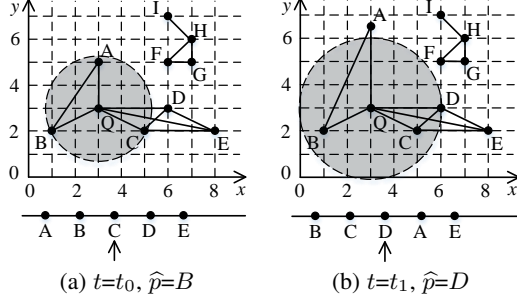 y I y A I
6 A H 6 H
F G F G
4 4
Q D Q D
2 B C E 2 B C E
0 0
0 2 4 6 8 x 0 2 4 6 8 x
A B C D E B C D A E
(a) t=t₀, p̂=B (b) t=t₁, p̂=D